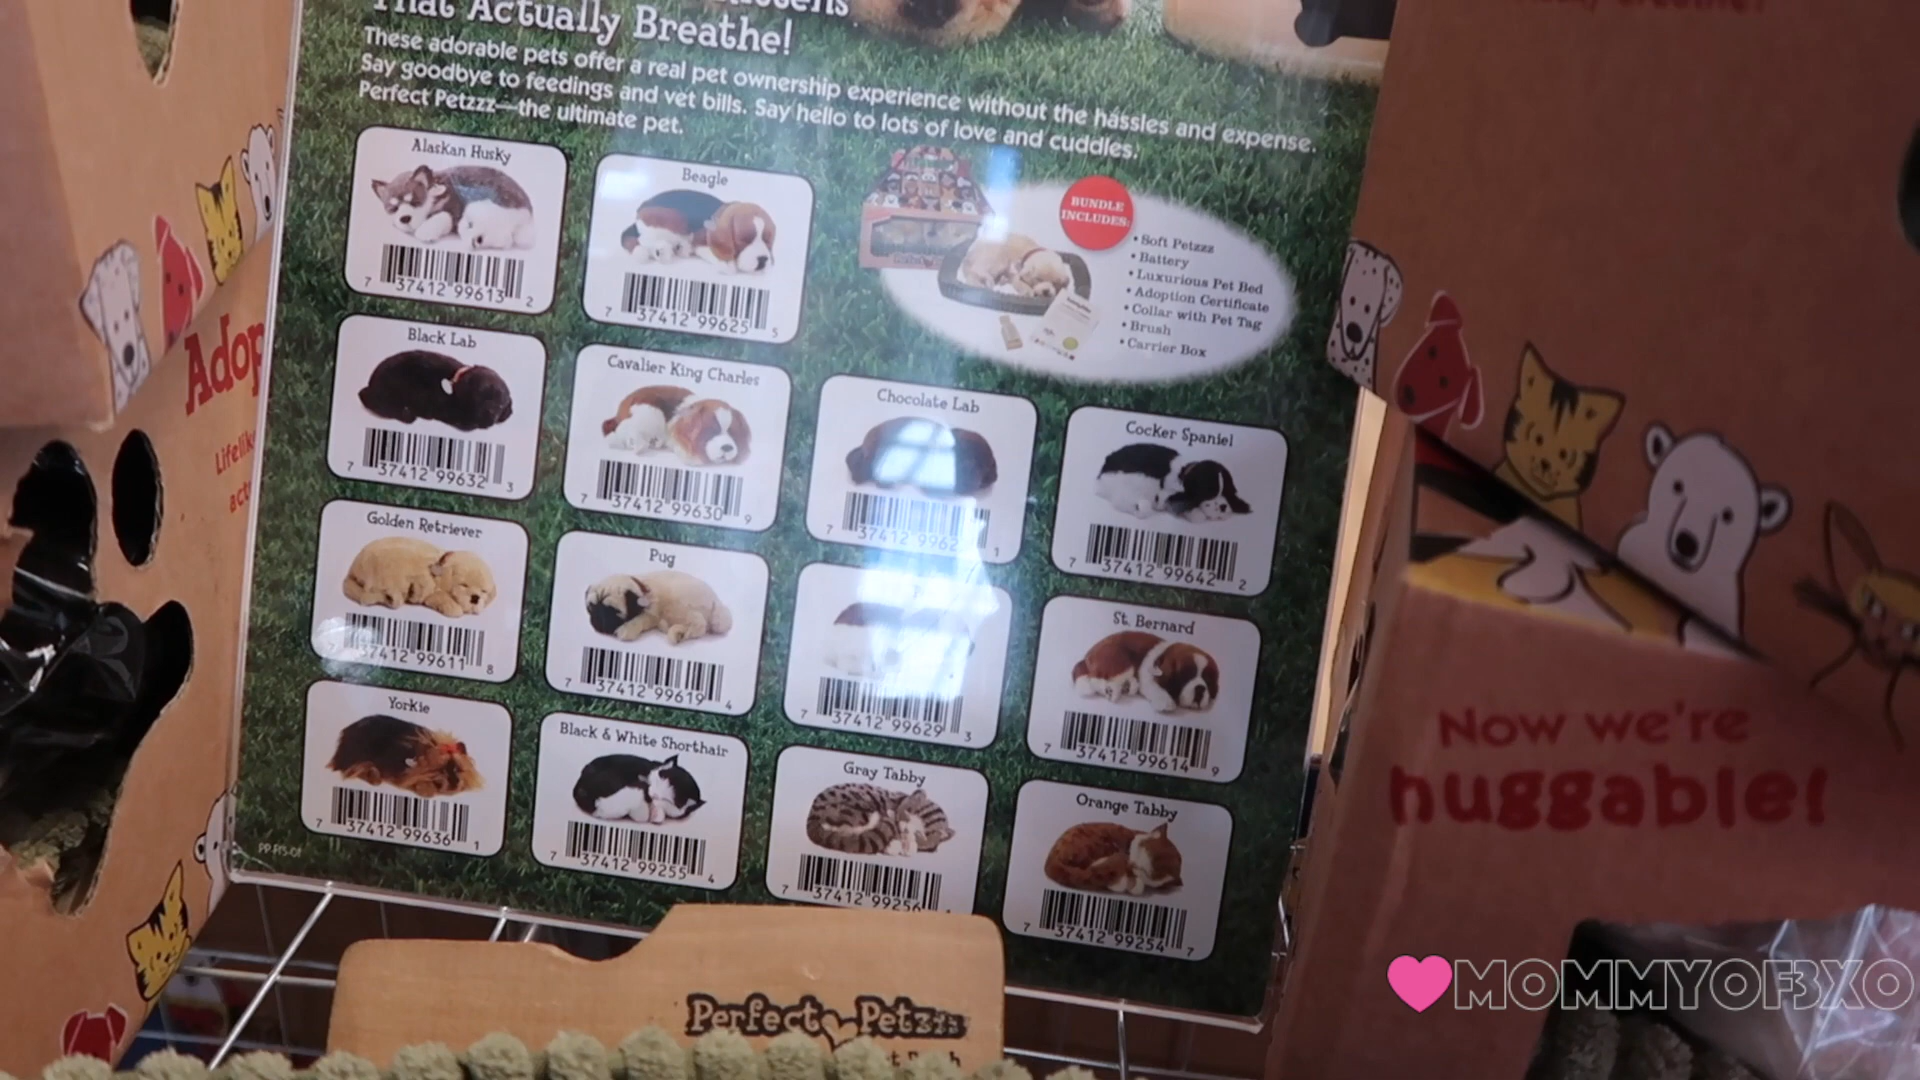 That Actually Breathe!
These adorable pets offer a real pet ownership experience without the hassles and expense.
Say goodbye to feedings and vet bills. Say hello to lots of love and cuddles.
Perfect Petzzz—the ultimate pet.
Alaskan Husky
7 37412 99613 2
Beagle
7 37412 99625 5
BUNDLE
INCLUDES:
• Soft Petzzz
• Battery
• Luxurious Pet Bed
• Adoption Certificate
• Collar with Pet Tag
• Brush
• Carrier Box
Black Lab
7 37412 99632 3
Cavalier King Charles
7 37412 99630 9
Chocolate Lab
7 37412 1
Cocker Spaniel
7 37412 99642 2
Golden Retriever
7 37412 99611 8
Pug
7 37412 99619 4
7 37412 99629 3
St. Bernard
7 37412 99614 9
Yorkie
7 37412 99636 1
Black & White Shorthair
7 37412 99255 4
Gray Tabby
7 37412 99256
Orange Tabby
7 37412 99254 7
Perfect Petzzz
Now we're
huggable!
MOMMYOF3XO